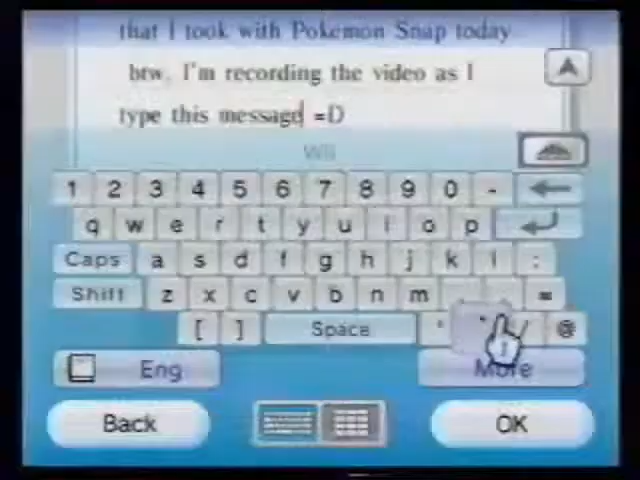 that I took with Pokemon Snap today
btw, I'm recording the video as I
type this message =D
Wii
1 2 3 4 5 6 7 8 9 0 -
q w e r t y u i o p
Caps a s d f g h j k l :
Shift z x c v b n m =
[ ] Space ' / @
Eng More
Back OK